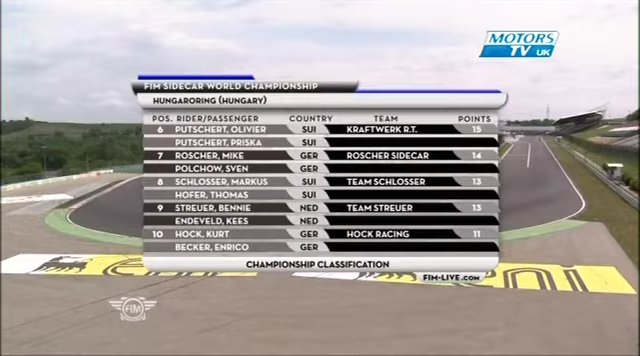 MOTORS
TV UK
FIM SIDECAR WORLD CHAMPIONSHIP
HUNGARORING (HUNGARY)
POS. RIDER/PASSENGER COUNTRY TEAM POINTS
6 PUTSCHERT, OLIVIER SUI KRAFTWERK R.T. 15
PUTSCHERT, PRISKA SUI
7 ROSCHER, MIKE GER ROSCHER SIDECAR 14
POLCHOW, SVEN GER
8 SCHLOSSER, MARKUS SUI TEAM SCHLOSSER 13
HOFER, THOMAS SUI
9 STREUER, BENNIE NED TEAM STREUER 13
ENDEVELD, KEES NED
10 HOCK, KURT GER HOCK RACING 11
BECKER, ENRICO GER
CHAMPIONSHIP CLASSIFICATION
FIM-LIVE.COM
eni
FIM